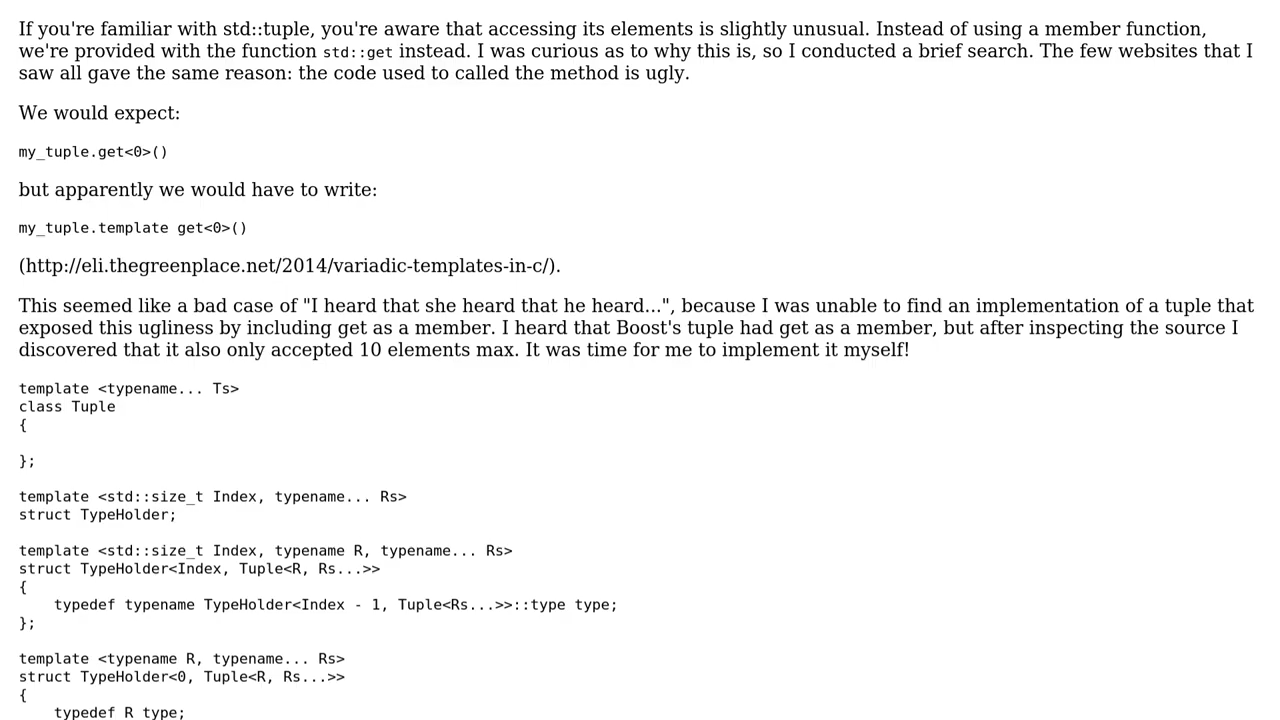 If you're familiar with std::tuple, you're aware that accessing its elements is slightly unusual. Instead of using a member function,
we're provided with the function std::get instead. I was curious as to why this is, so I conducted a brief search. The few websites that I
saw all gave the same reason: the code used to called the method is ugly.
We would expect:
my_tuple.get<0>()
but apparently we would have to write:
my_tuple.template get<0>()
(http://eli.thegreenplace.net/2014/variadic-templates-in-c/).
This seemed like a bad case of "I heard that she heard that he heard...", because I was unable to find an implementation of a tuple that
exposed this ugliness by including get as a member. I heard that Boost's tuple had get as a member, but after inspecting the source I
discovered that it also only accepted 10 elements max. It was time for me to implement it myself!
template <typename... Ts>
class Tuple
{
};
template <std::size_t Index, typename... Rs>
struct TypeHolder;
template <std::size_t Index, typename R, typename... Rs>
struct TypeHolder<Index, Tuple<R, Rs...>>
{
    typedef typename TypeHolder<Index - 1, Tuple<Rs...>>::type type;
};
template <typename R, typename... Rs>
struct TypeHolder<0, Tuple<R, Rs...>>
{
    typedef R type;